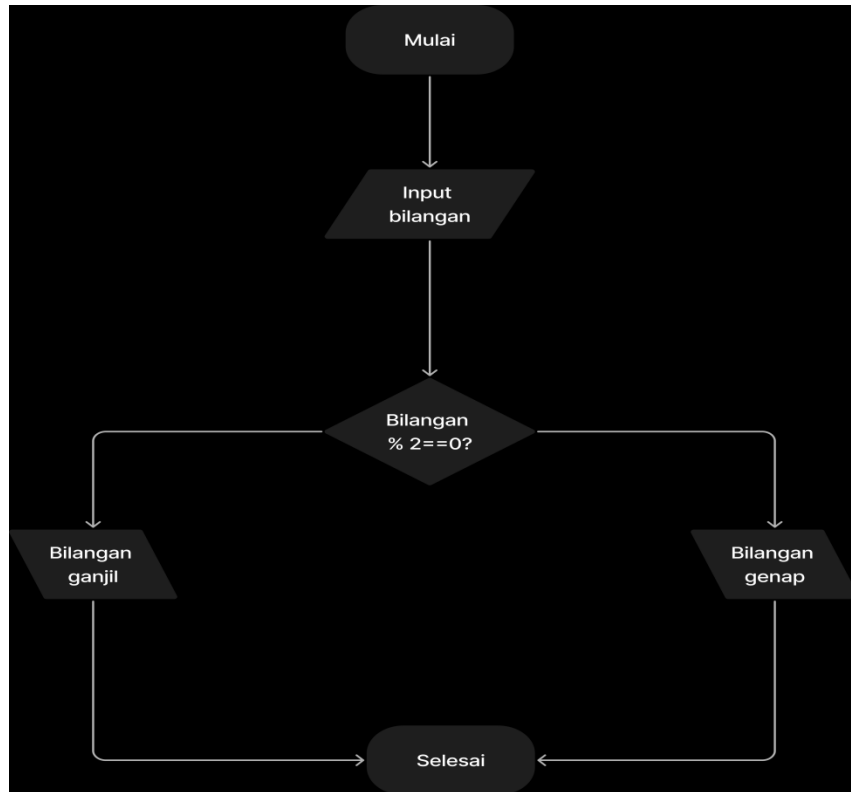 Mulai
Input
bilangan
Bilangan
% 2==0?
Bilangan
ganjil
Bilangan
genap
Selesai